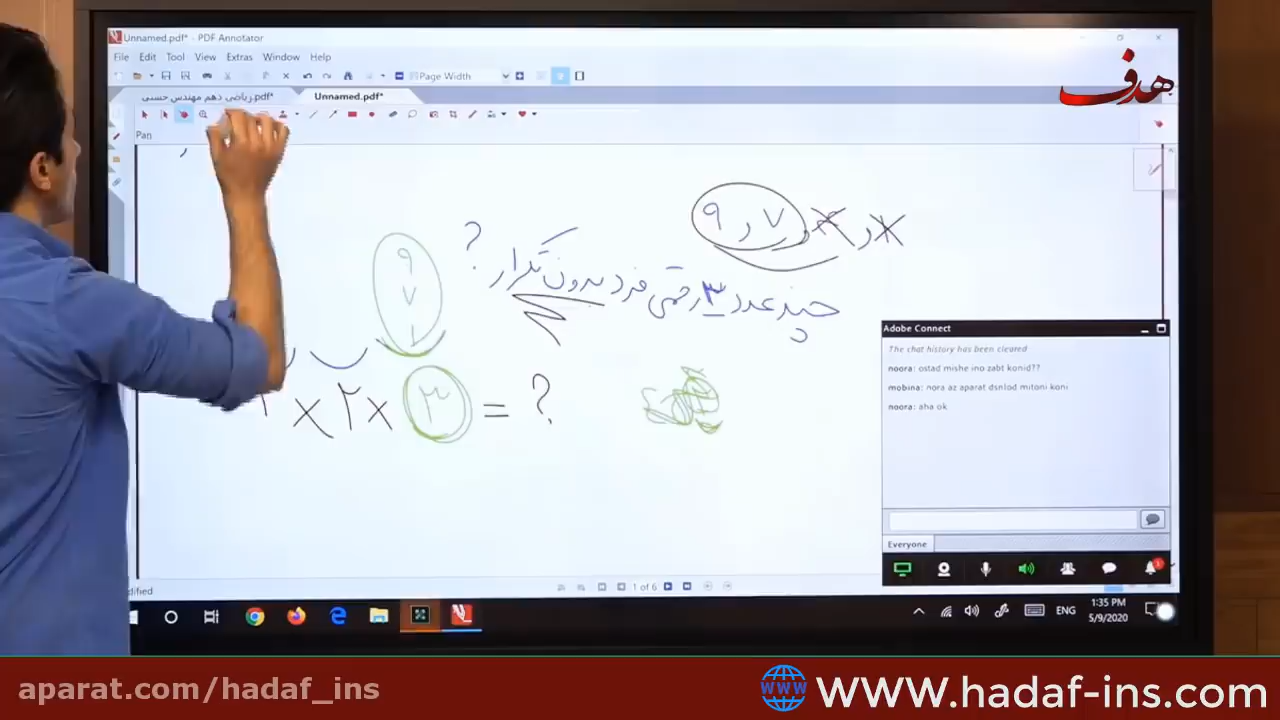 Unnamed.pdf* - PDF Annotator
File Edit Tool View Extras Help
Page Width
ریاضی دهم مهندس حسنی.pdf*
Unnamed.pdf*
Pan
هدف
۷ و ۹
چند عدد ۳ رقمی فرد بدون تکرار ؟
۹
۷
۱
× ۲ × ۳ = ?
Adobe Connect
The chat history has been cleared
noora: ostad mishe ino zabt konid??
mobina: nora az aparat dsnlod mitoni koni
noora: aha ok
Everyone
1 of 6
dified
ENG
1:35 PM
5/9/2020
aparat.com/hadaf_ins
WWW
www.hadaf-ins.com